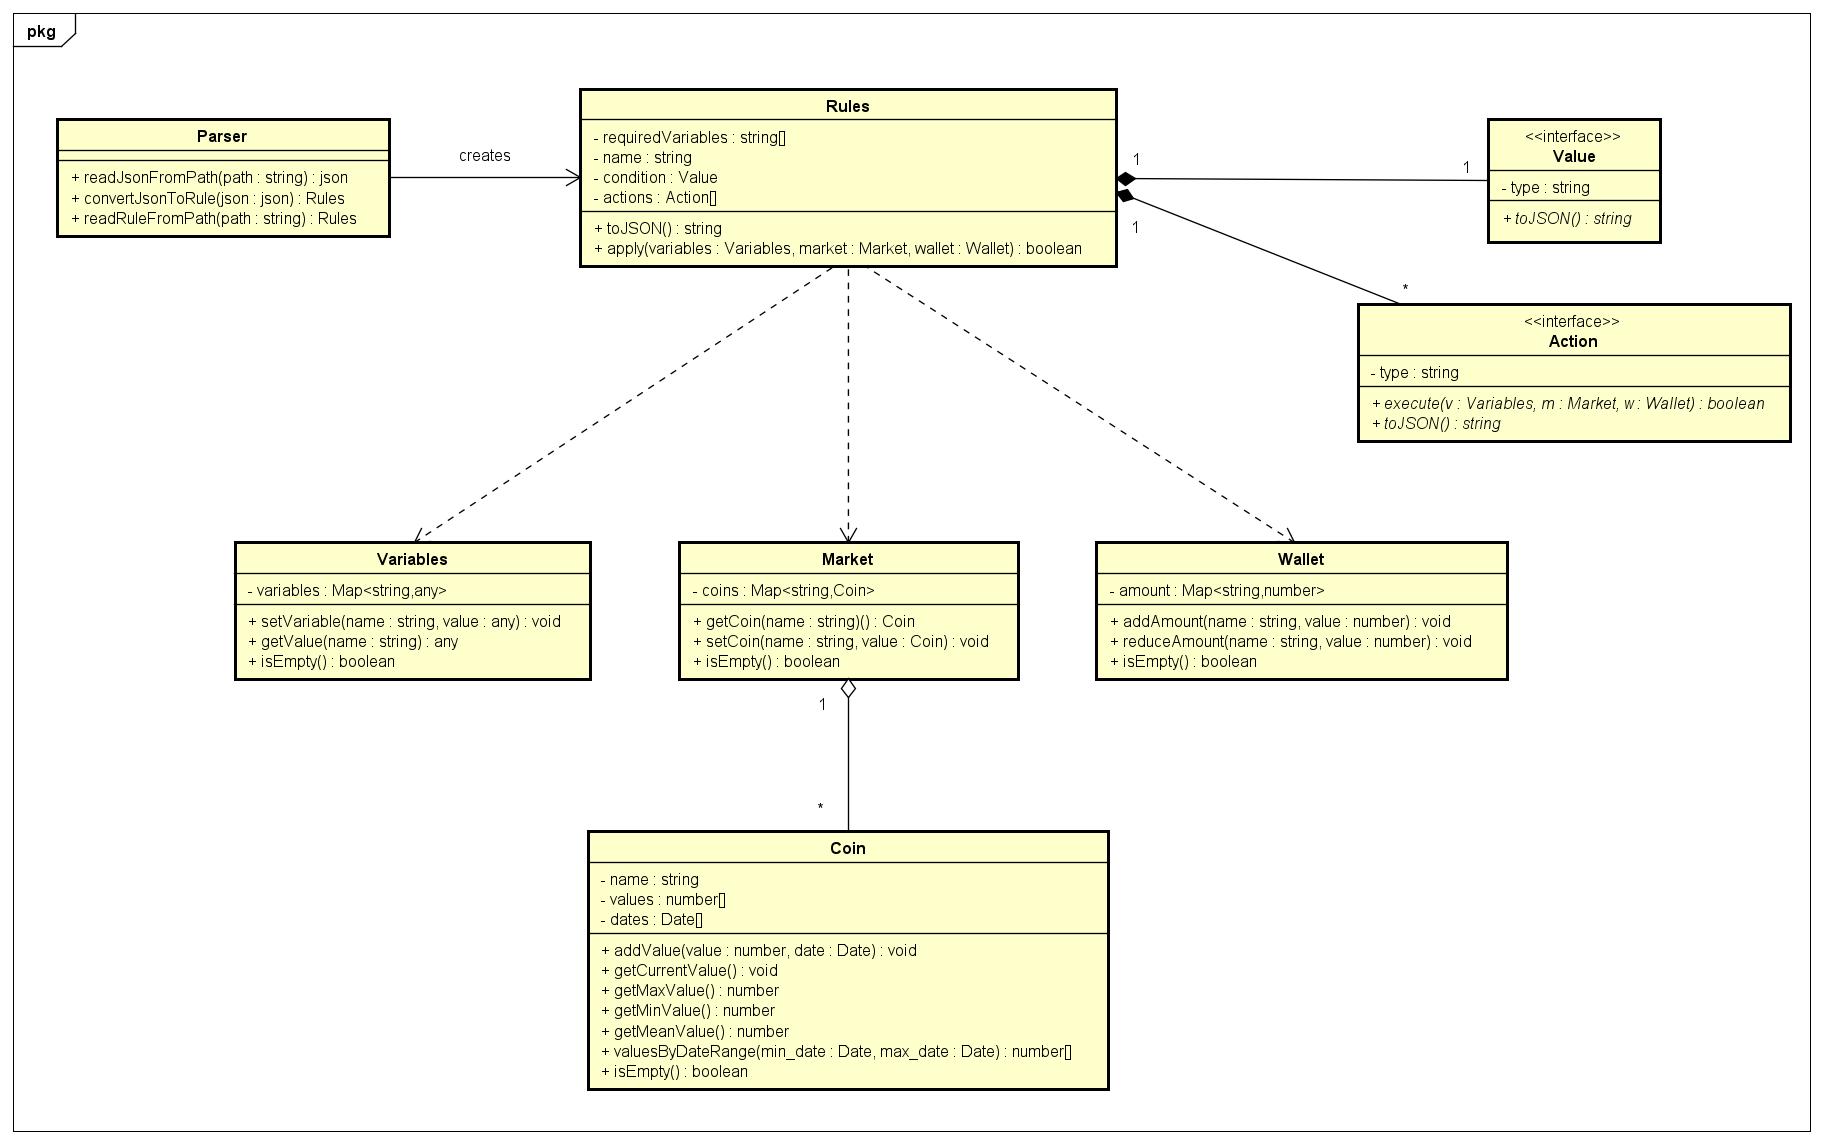 pkg
Parser
+ readJsonFromPath(path : string) : json
+ convertJsonToRule(json : json) : Rules
+ readRuleFromPath(path : string) : Rules
creates
Rules
- requiredVariables : string[]
- name : string
- condition : Value
- actions : Action[]
+ toJSON() : string
+ apply(variables : Variables, market : Market, wallet : Wallet) : boolean
1
1
<<interface>>
Value
- type : string
+ toJSON() : string
1
*
<<interface>>
Action
- type : string
+ execute(v : Variables, m : Market, w : Wallet) : boolean
+ toJSON() : string
Variables
- variables : Map<string,any>
+ setVariable(name : string, value : any) : void
+ getValue(name : string) : any
+ isEmpty() : boolean
Market
- coins : Map<string,Coin>
+ getCoin(name : string)() : Coin
+ setCoin(name : string, value : Coin) : void
+ isEmpty() : boolean
Wallet
- amount : Map<string,number>
+ addAmount(name : string, value : number) : void
+ reduceAmount(name : string, value : number) : void
+ isEmpty() : boolean
1
*
Coin
- name : string
- values : number[]
- dates : Date[]
+ addValue(value : number, date : Date) : void
+ getCurrentValue() : void
+ getMaxValue() : number
+ getMinValue() : number
+ getMeanValue() : number
+ valuesByDateRange(min_date : Date, max_date : Date) : number[]
+ isEmpty() : boolean